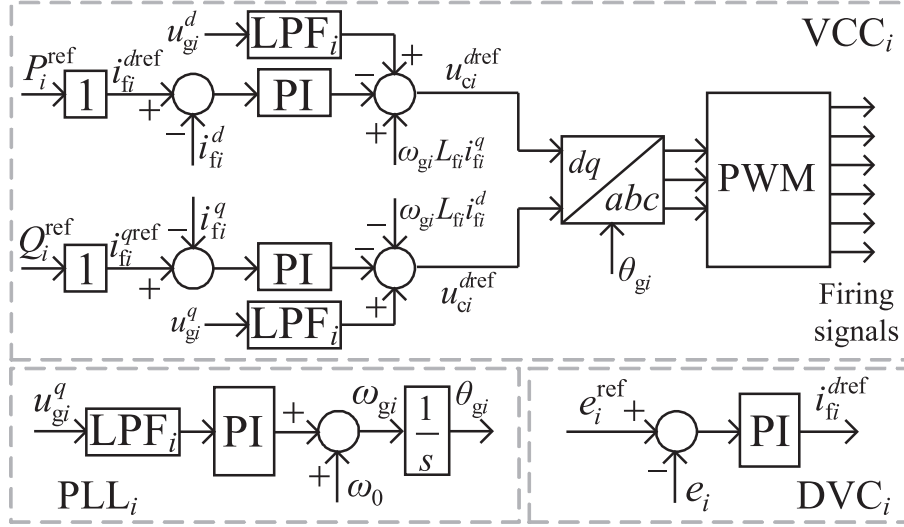 u_gi^d LPF_i + VCC_i
P_i^ref 1 i_fi^dref + − i_fi^d PI − + u_ci^dref
ω_gi L_fi i_fi^q
dq abc PWM
− i_fi^q − ω_gi L_fi i_fi^d
Q_i^ref 1 i_fi^qref + PI − + u_ci^dref
θ_gi
u_gi^q LPF_i
Firing signals
u_gi^q LPF_i PI + ω_gi 1/s θ_gi
+ ω_0
PLL_i
e_i^ref + PI i_fi^dref
− e_i
DVC_i